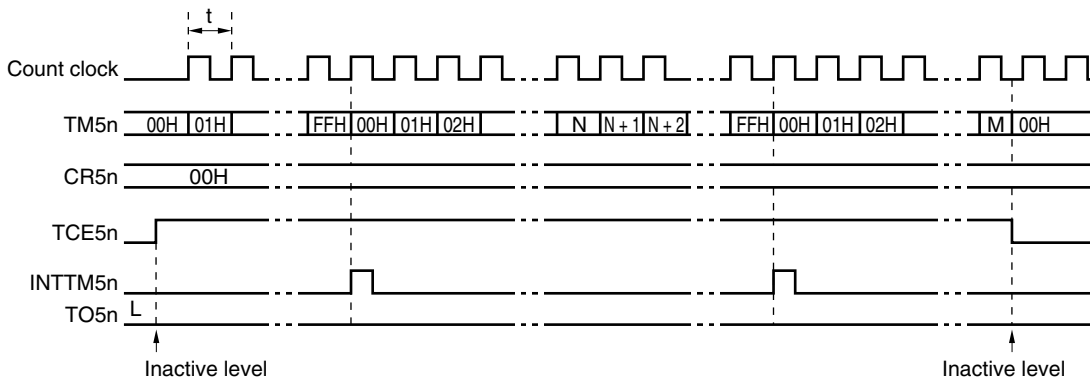 t
Count clock
TM5n 00H 01H FFH 00H 01H 02H N N + 1 N + 2 FFH 00H 01H 02H M 00H
CR5n 00H
TCE5n
INTTM5n
TO5n L
Inactive level Inactive level